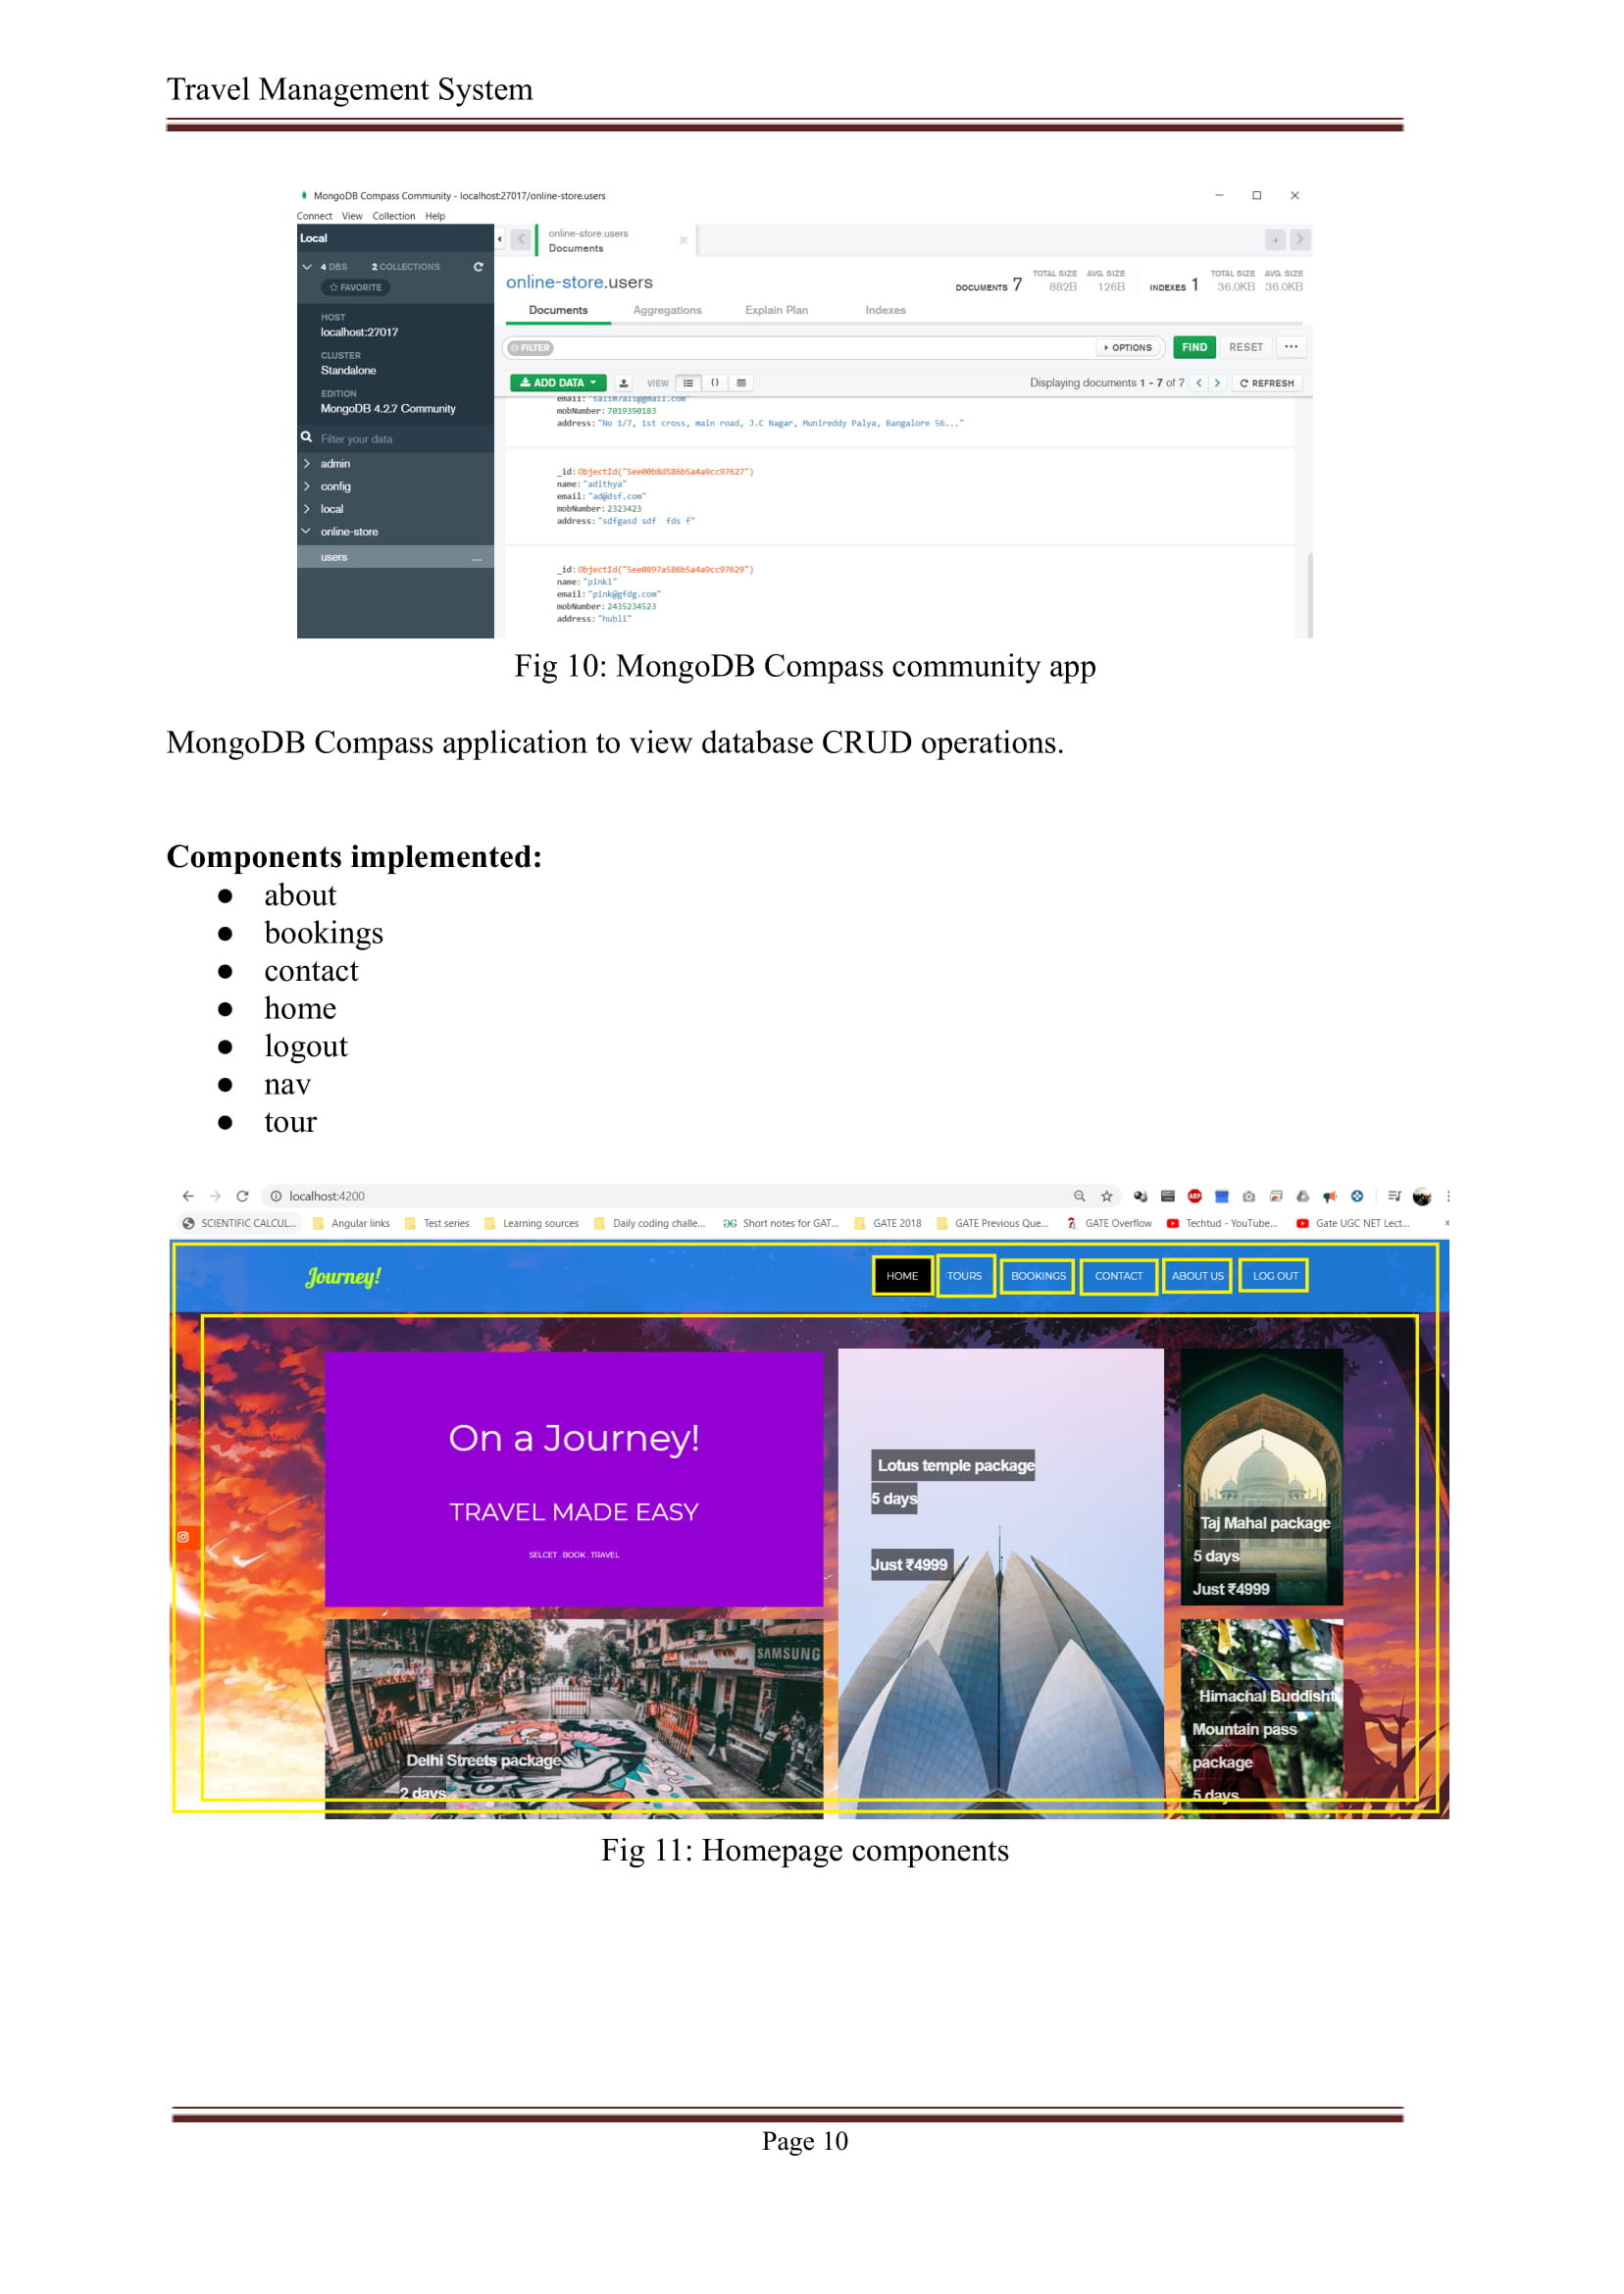 Travel Management System
MongoDB Compass Community - localhost:27017/online-store.users
Connect View Collection Help
Local
4 DBS 2 COLLECTIONS
FAVORITE
HOST
localhost:27017
CLUSTER
Standalone
EDITION
MongoDB 4.2.7 Community
Filter your data
admin
config
local
online-store
users ...
online-store.users
Documents
online-store.users
DOCUMENTS 7 TOTAL SIZE 882B AVG. SIZE 126B INDEXES 1 TOTAL SIZE 36.0KB AVG. SIZE 36.0KB
Documents Aggregations Explain Plan Indexes
FILTER OPTIONS FIND RESET ...
ADD DATA VIEW {} Displaying documents 1 - 7 of 7 < > REFRESH
email: "salim7ali@gmail.com"
mobNumber: 7019390183
address: "No 1/7, 1st cross, main road, J.C Nagar, Munireddy Palya, Bangalore 56..."
_id: ObjectId("5ee00b8d586b5a4a9cc97627")
name: "adithya"
email: "ad@dsf.com"
mobNumber: 2323423
address: "sdfgasd sdf fds f"
_id: ObjectId("5ee0897a586b5a4a9cc97629")
name: "pinki"
email: "pink@gfdg.com"
mobNumber: 2435234523
address: "hubli"
Fig 10: MongoDB Compass community app
MongoDB Compass application to view database CRUD operations.
Components implemented:
● about
● bookings
● contact
● home
● logout
● nav
● tour
localhost:4200
SCIENTIFIC CALCUL... Angular links Test series Learning sources Daily coding challe... Short notes for GAT... GATE 2018 GATE Previous Que... GATE Overflow Techtud - YouTube... Gate UGC NET Lect...
Journey! HOME TOURS BOOKINGS CONTACT ABOUT US LOG OUT
On a Journey!
TRAVEL MADE EASY
SELCET . BOOK . TRAVEL
Lotus temple package
5 days
Just ₹4999
Taj Mahal package
5 days
Just ₹4999
SAMSUNG
Delhi Streets package
2 days
Himachal Buddisht
Mountain pass
package
5 days
Fig 11: Homepage components
Page 10